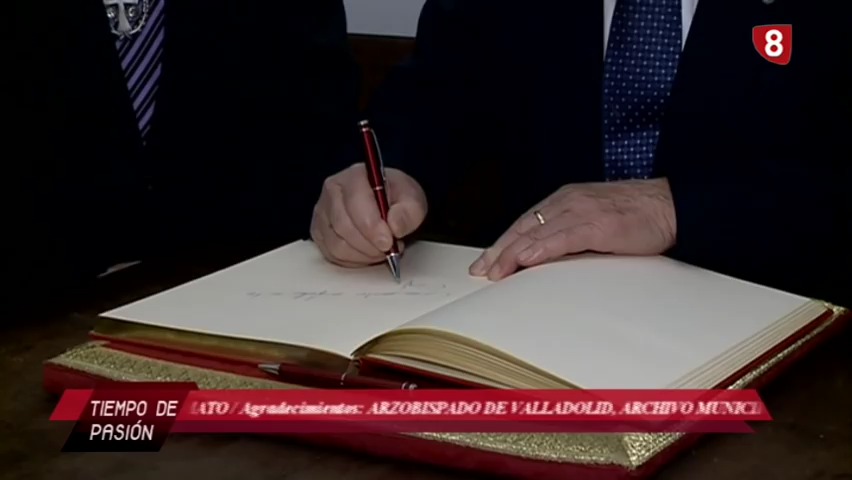 8
TIEMPO DE
PASIÓN
ATO / Agradecimientos: ARZOBISPADO DE VALLADOLID, ARCHIVO MUNICI